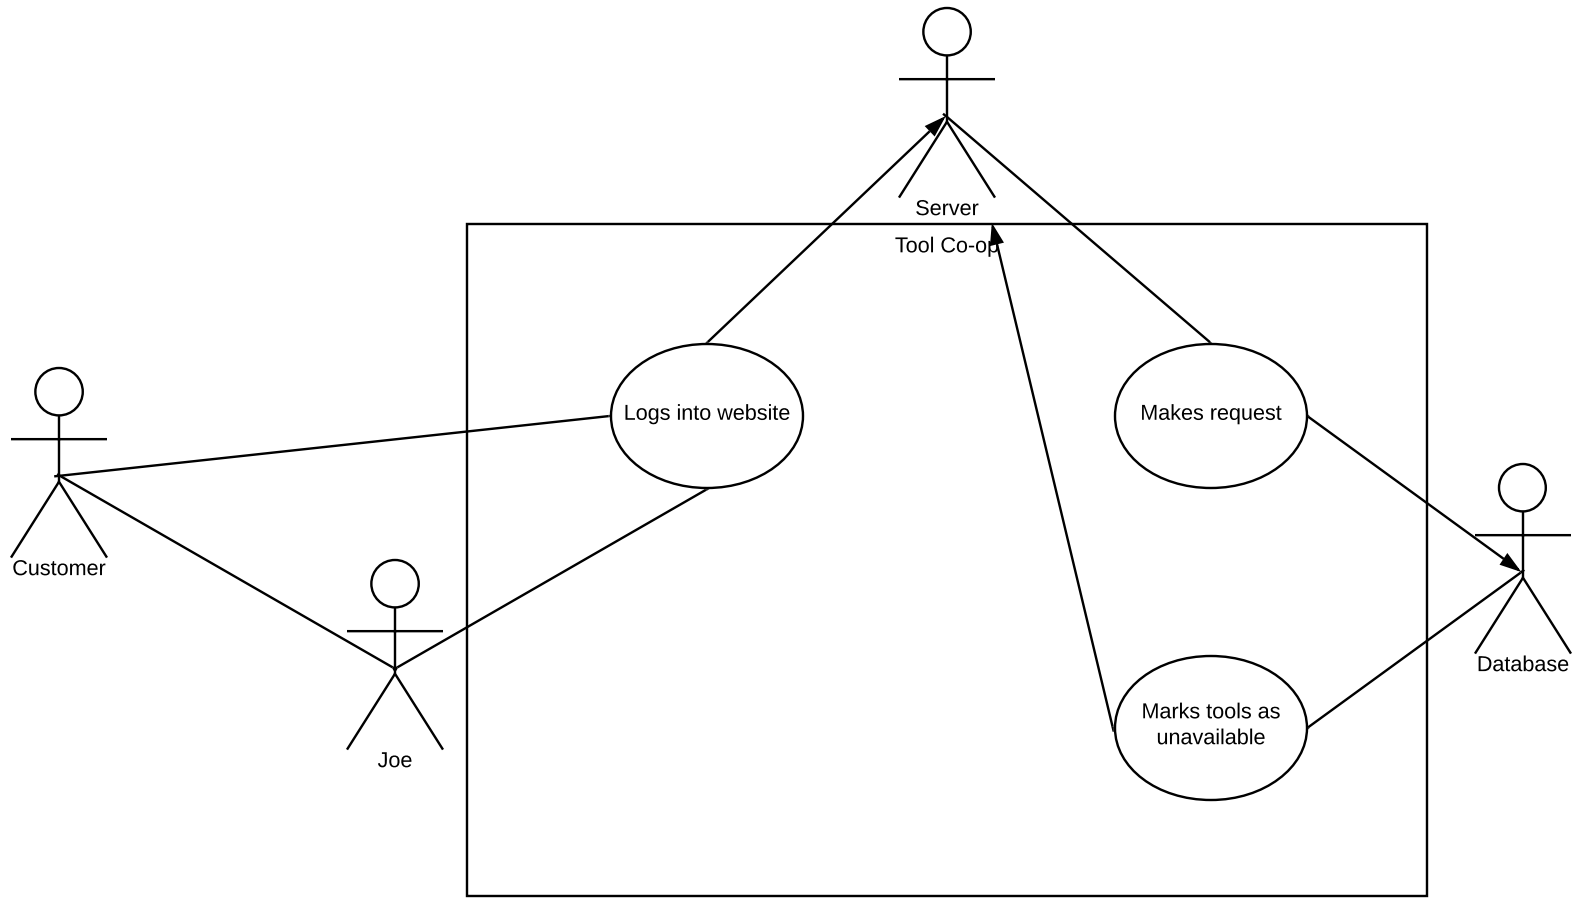 Server
Tool Co-op
Logs into website
Makes request
Customer
Database
Marks tools as
unavailable
Joe